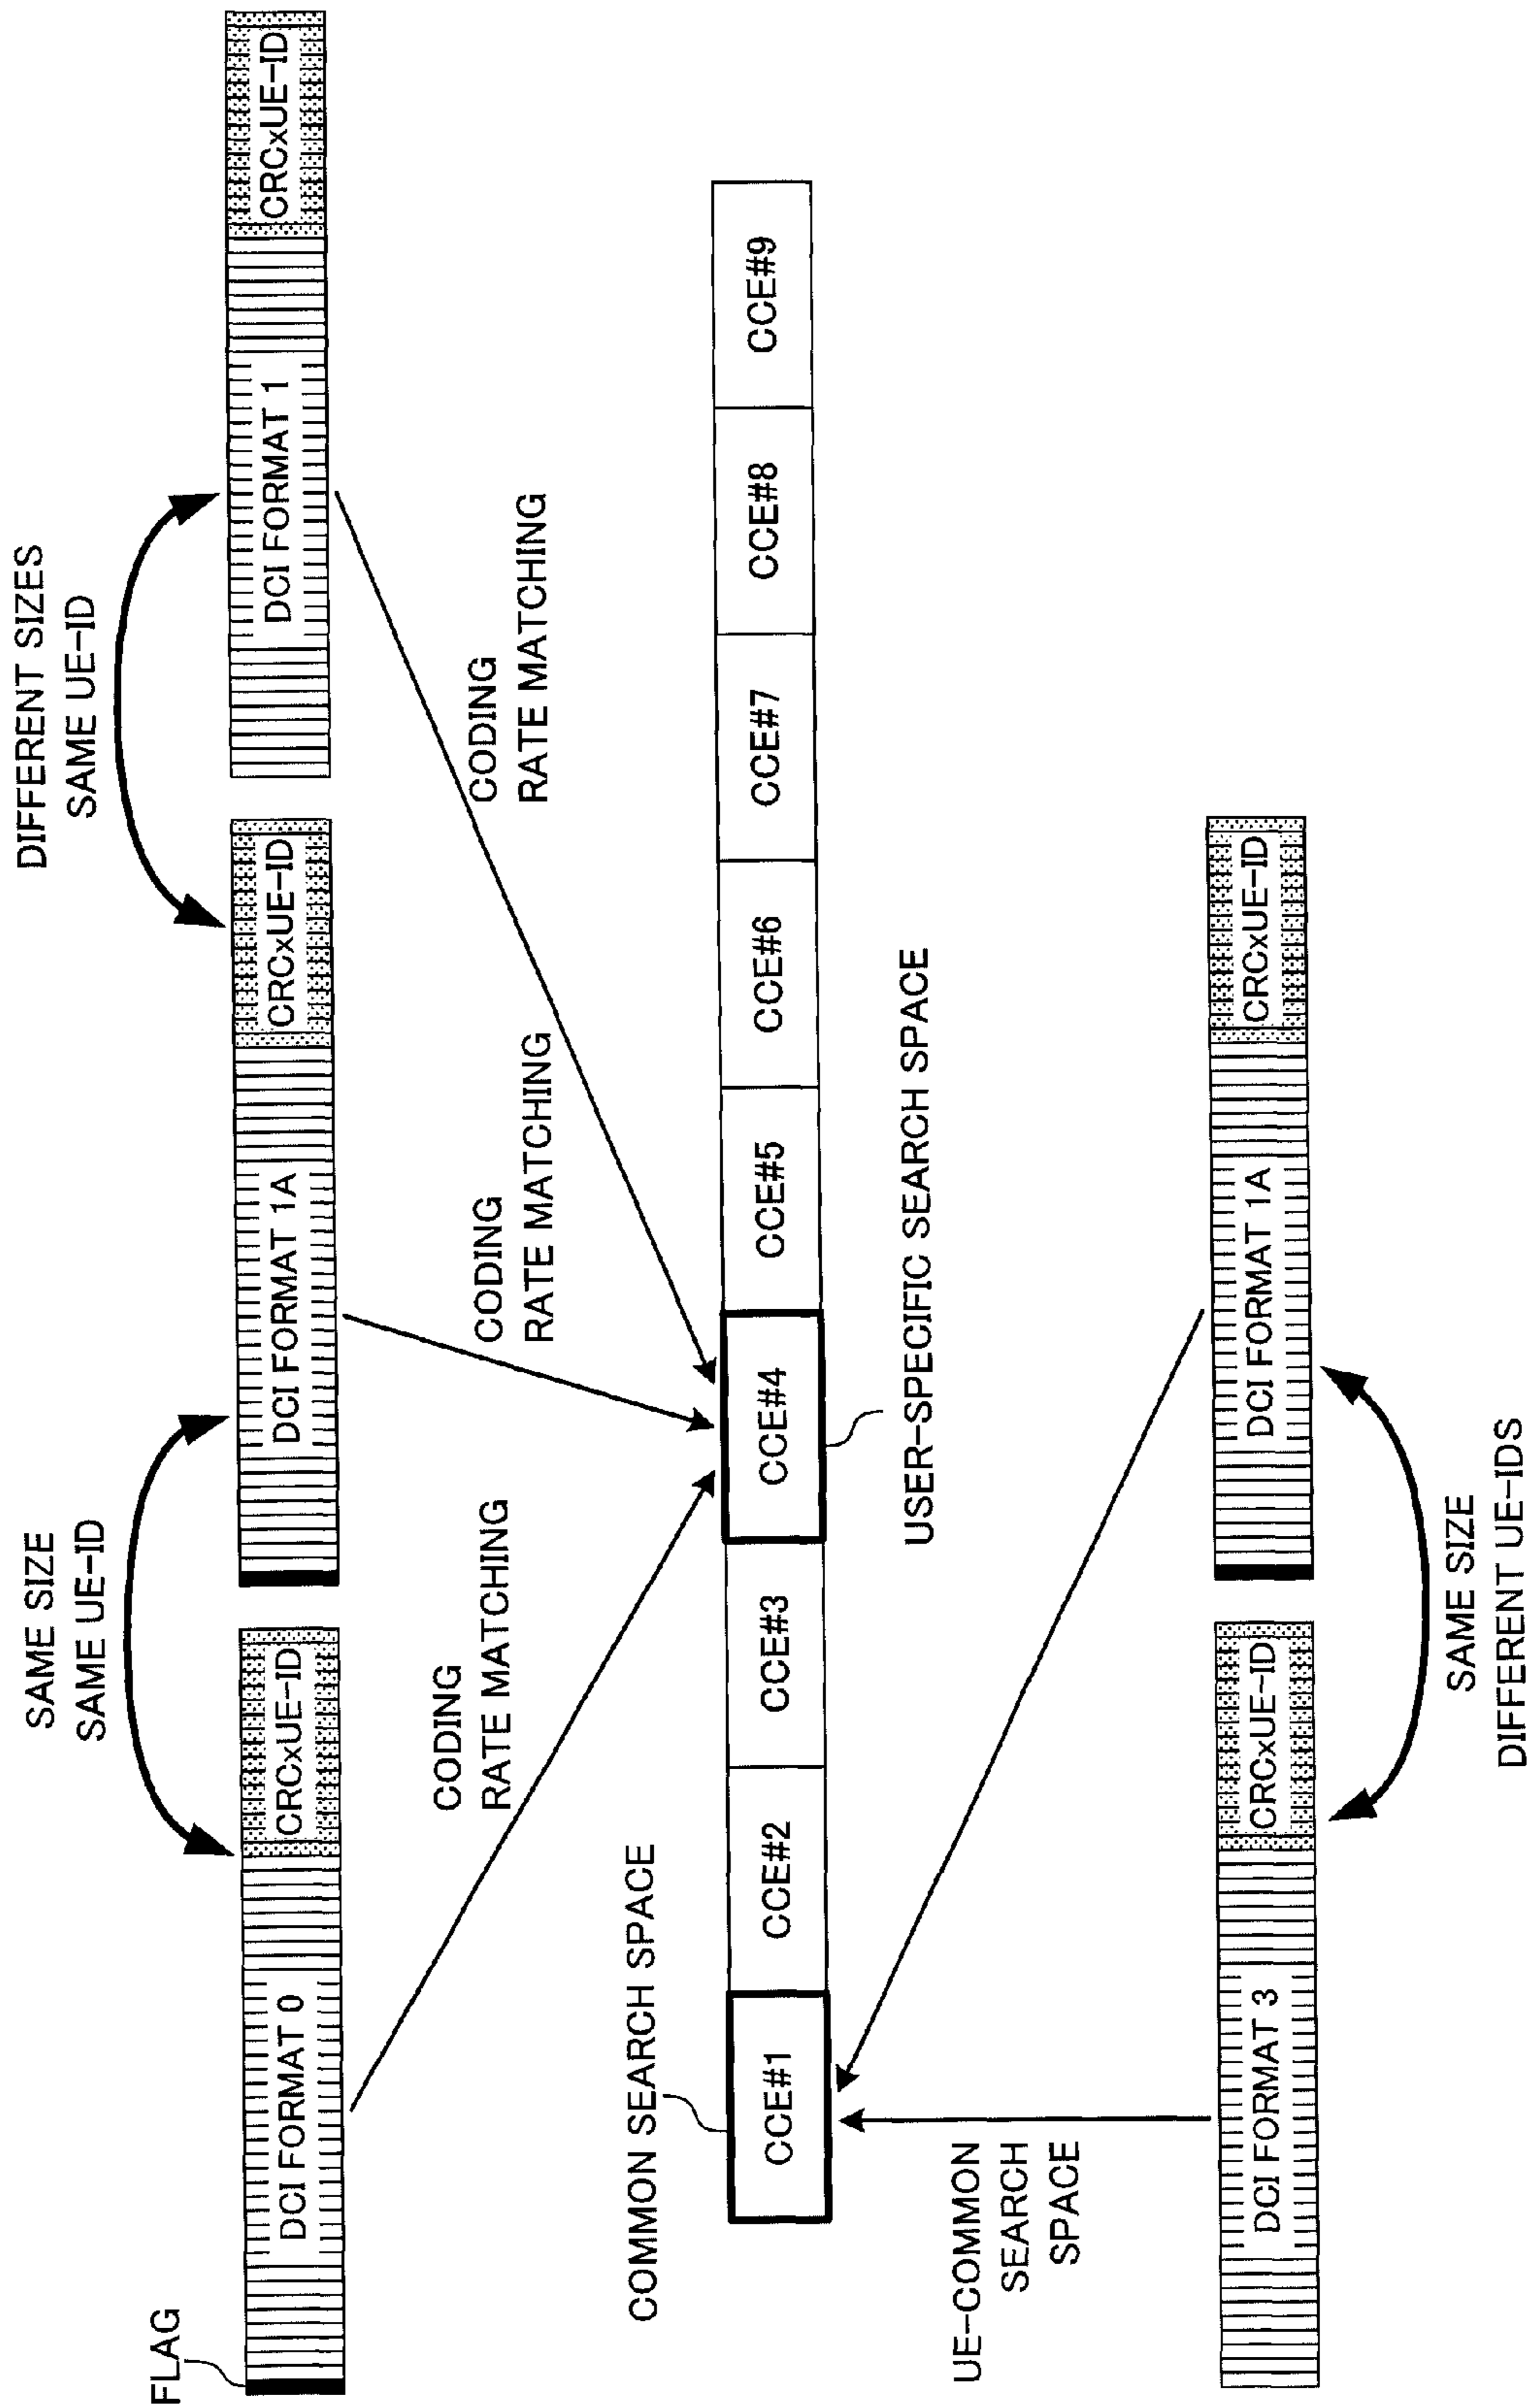 SAME SIZE
SAME UE-ID
DIFFERENT SIZES
SAME UE-ID
FLAG
DCI FORMAT 0
CRCxUE-ID
DCI FORMAT 1A
CRCxUE-ID
DCI FORMAT 1
CRCxUE-ID
CODING
RATE MATCHING
CODING
RATE MATCHING
CODING
RATE MATCHING
COMMON SEARCH SPACE
CCE#1
CCE#2
CCE#3
CCE#4
CCE#5
CCE#6
CCE#7
CCE#8
CCE#9
USER-SPECIFIC SEARCH SPACE
UE-COMMON
SEARCH
SPACE
DCI FORMAT 3
CRCxUE-ID
DCI FORMAT 1A
CRCxUE-ID
SAME SIZE
DIFFERENT UE-IDS